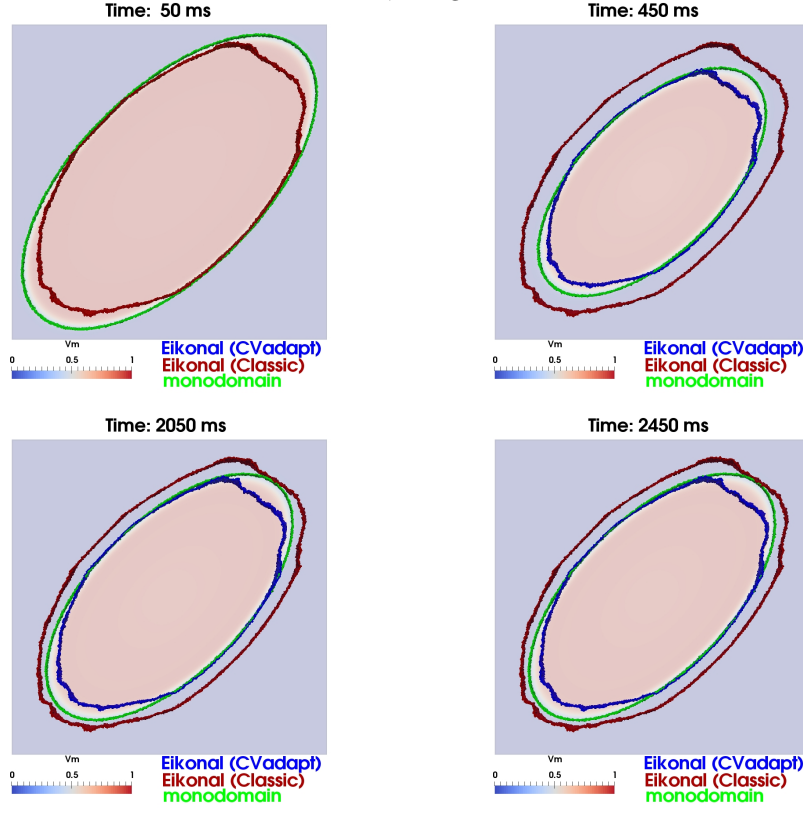 Time: 50 ms
Time: 450 ms
Vm
0 0.5 1
Eikonal (CVadapt)
Eikonal (Classic)
monodomain
Vm
0 0.5 1
Eikonal (CVadapt)
Eikonal (Classic)
monodomain
Time: 2050 ms
Time: 2450 ms
Vm
0 0.5 1
Eikonal (CVadapt)
Eikonal (Classic)
monodomain
Vm
0 0.5 1
Eikonal (CVadapt)
Eikonal (Classic)
monodomain